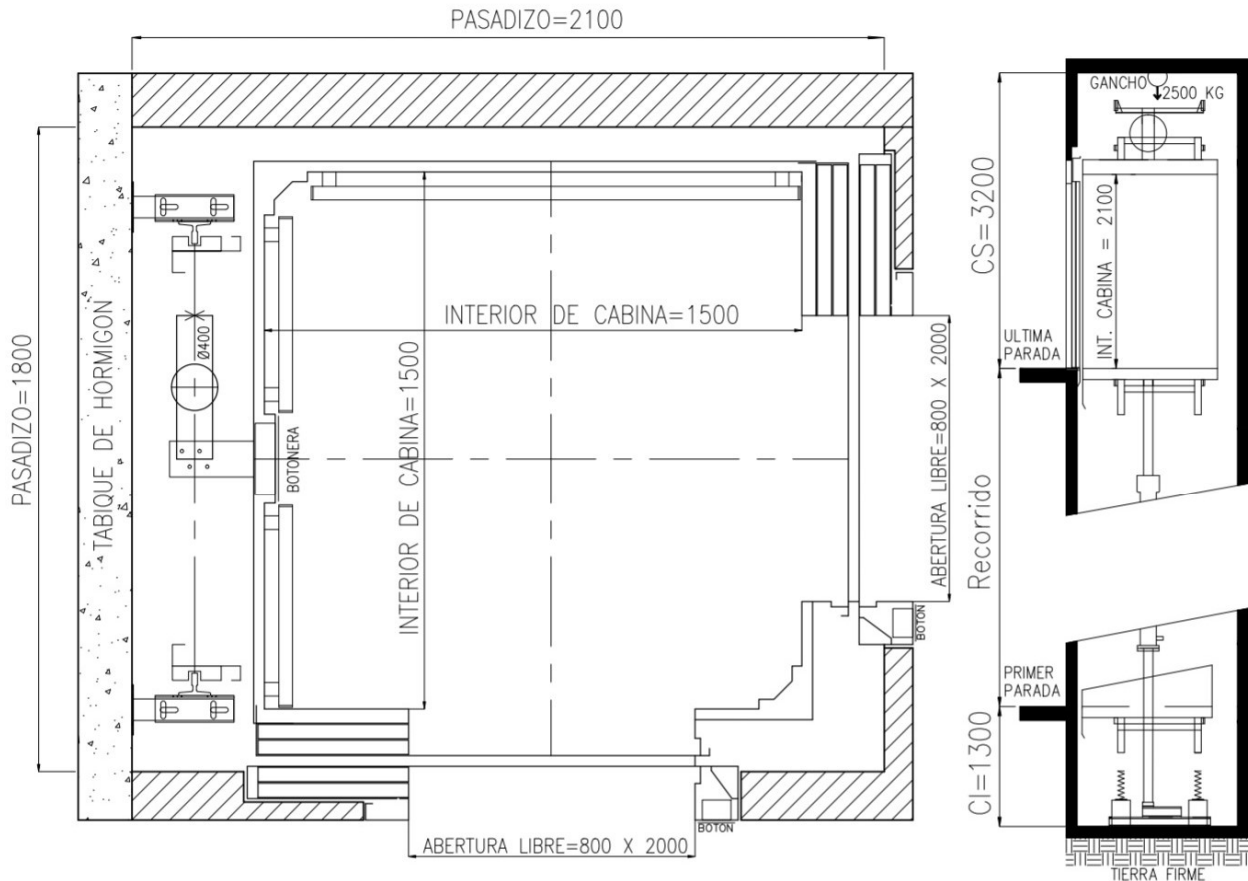 PASADIZO=2100
PASADIZO=1800
TABIQUE DE HORMIGON
Ø400
BOTONERA
INTERIOR DE CABINA=1500
INTERIOR DE CABINA=1500
ABERTURA LIBRE=800 X 2000
BOTON
BOTON
ABERTURA LIBRE=800 X 2000
GANCHO
2500 KG
CS=3200
INT. CABINA = 2100
ULTIMA
PARADA
Recorrido
PRIMER
PARADA
CI=1300
TIERRA FIRME